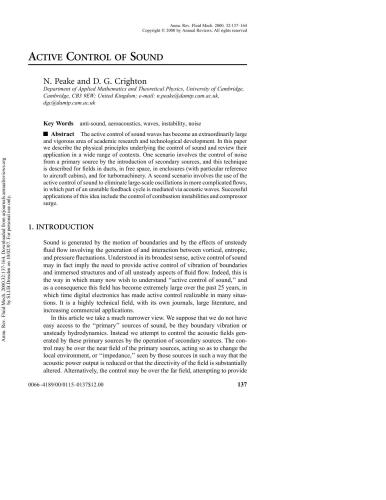 Annu. Rev. Fluid Mech. 2000. 32:137–164
Copyright © 2000 by Annual Reviews. All rights reserved
ACTIVE CONTROL OF SOUND
N. Peake and D. G. Crighton
Department of Applied Mathematics and Theoretical Physics, University of Cambridge,
Cambridge, CB3 9EW: United Kingdom; e-mail: n.peake@damtp.cam.ac.uk,
dgc@damtp.cam.ac.uk
Key Words anti-sound, aeroacoustics, waves, instability, noise
■ Abstract The active control of sound waves has become an extraordinarily large
and vigorous area of academic research and technological development. In this paper
we describe the physical principles underlying the control of sound and review their
application in a wide range of contexts. One scenario involves the control of noise
from a primary source by the introduction of secondary sources, and this technique
is described for fields in ducts, in free space, in enclosures (with particular reference
to aircraft cabins), and for turbomachinery. A second scenario involves the use of the
active control of sound to eliminate large-scale oscillations in more complicated flows,
in which part of an unstable feedback cycle is mediated via acoustic waves. Successful
applications of this idea include the control of combustion instabilities and compressor
surge.
1. INTRODUCTION
Sound is generated by the motion of boundaries and by the effects of unsteady
fluid flow involving the generation of and interaction between vortical, entropic,
and pressure fluctuations. Understood in its broadest sense, active control of sound
may in fact imply the need to provide active control of vibration of boundaries
and immersed structures and of all unsteady aspects of fluid flow. Indeed, this is
the way in which many now wish to understand “active control of sound,” and
as a consequence this field has become extremely large over the past 25 years, in
which time digital electronics has made active control realizable in many situa-
tions. It is a highly technical field, with its own journals, large literature, and
increasing commercial applications.
In this article we take a much narrower view. We suppose that we do not have
easy access to the “primary” sources of sound, be they boundary vibration or
unsteady hydrodynamics. Instead we attempt to control the acoustic fields gen-
erated by these primary sources by the operation of secondary sources. The con-
trol may be over the near field of the primary sources, acting so as to change the
local environment, or “impedance,” seen by those sources in such a way that the
acoustic power output is reduced or that the directivity of the field is substantially
altered. Alternatively, the control may be over the far field, attempting to provide
0066–4189/00/0115–0137$12.00
137
Annu. Rev. Fluid Mech. 2000.32:137-164. Downloaded from arjournals.annualreviews.org
by SLUB Dresden on 10/02/07. For personal use only.